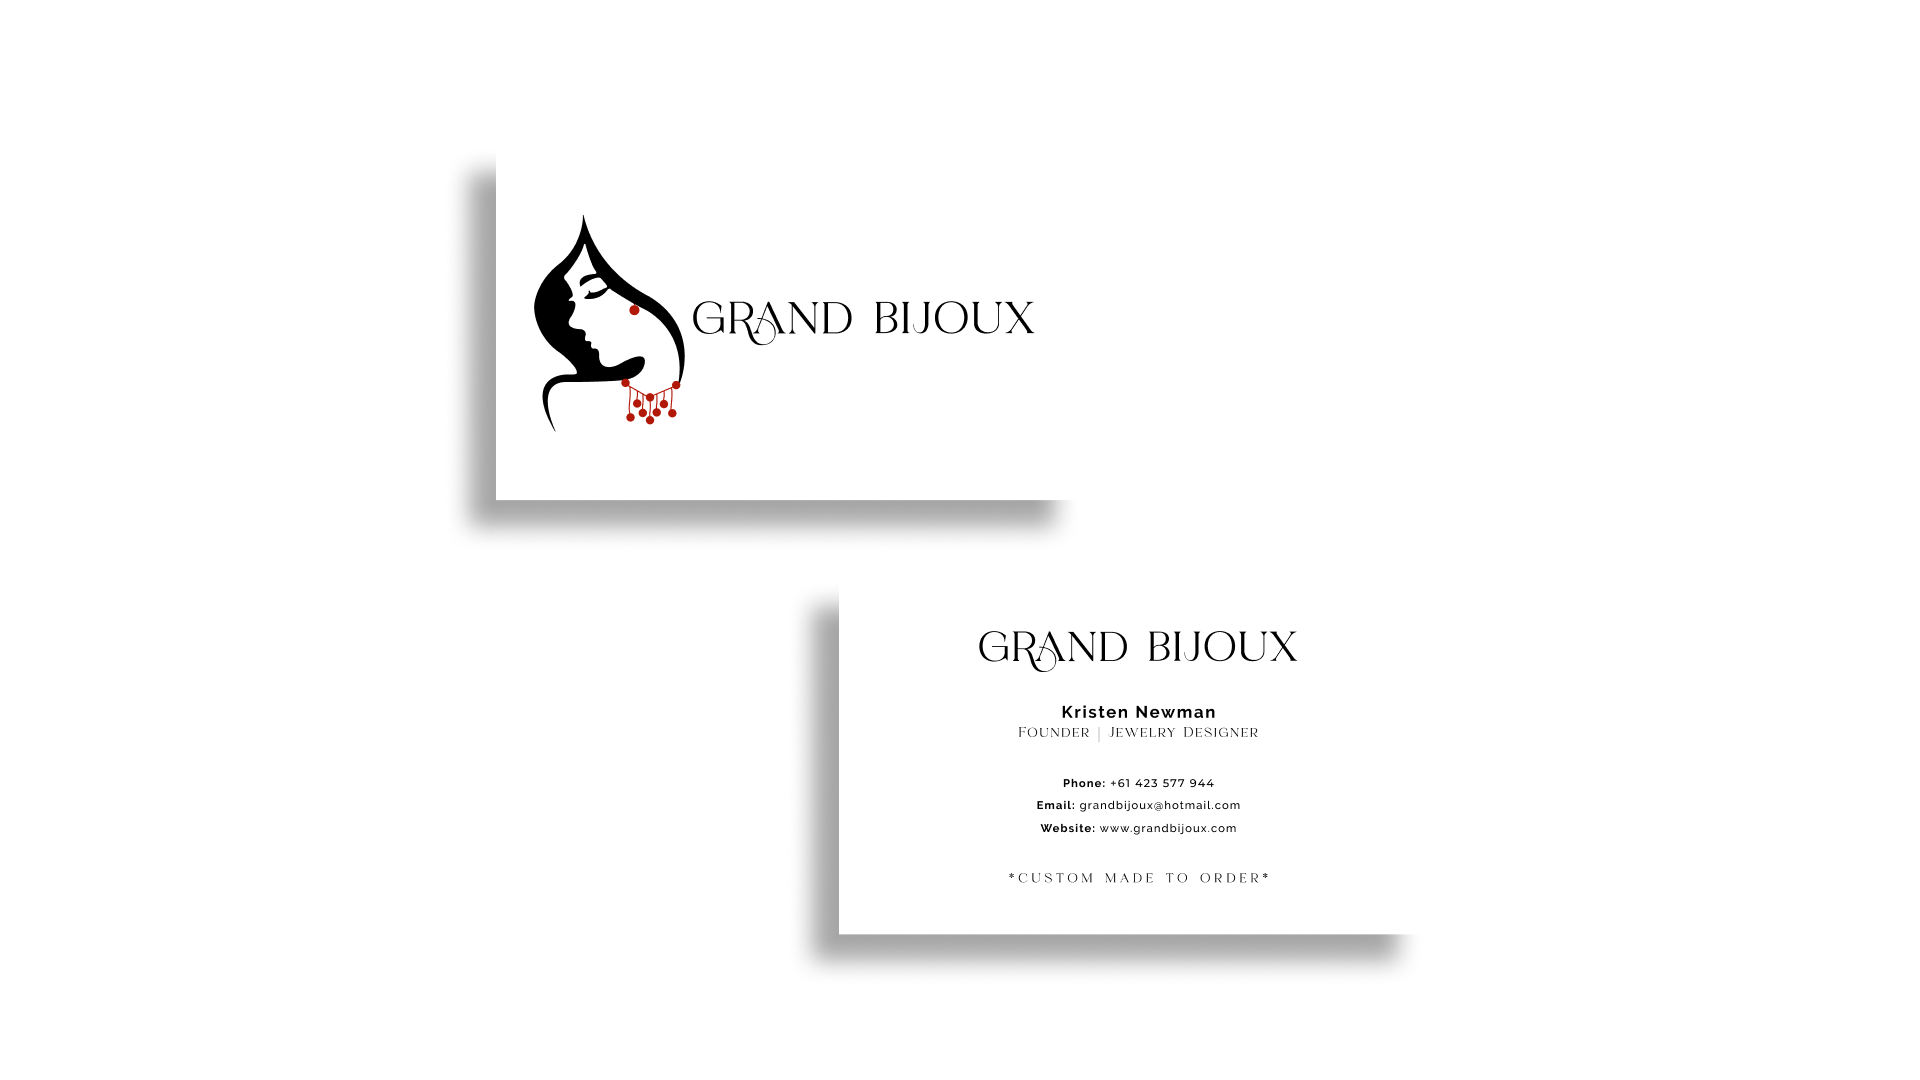 GRAND BIJOUX
GRAND BIJOUX
Kristen Newman
Founder | Jewelry Designer
Phone: +61 423 577 944
Email: grandbijoux@hotmail.com
Website: www.grandbijoux.com
*CUSTOM MADE TO ORDER*